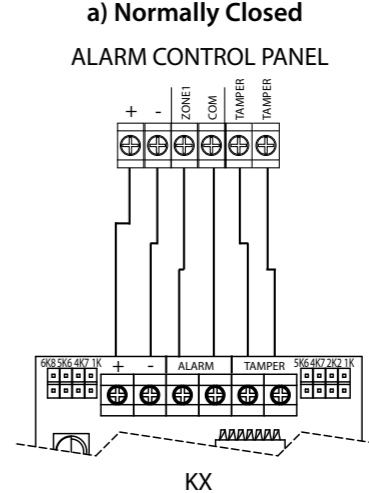 a) Normally Closed
ALARM CONTROL PANEL
+ - ZONE1 COM TAMPER TAMPER
6K8 5K6 4K7 1K + - ALARM TAMPER 5K6 4K7 2K2 1K
KX